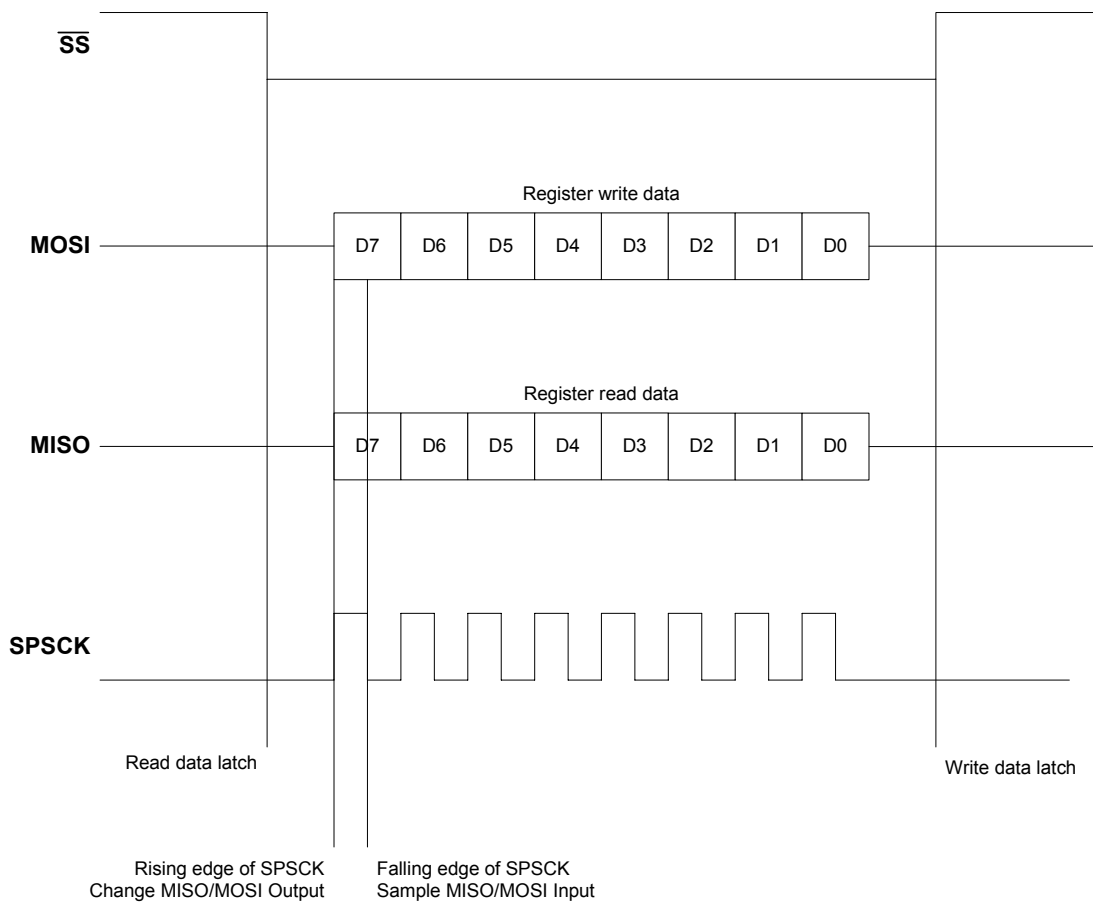 SS
Register write data
MOSI
D7 D6 D5 D4 D3 D2 D1 D0
Register read data
MISO
D7 D6 D5 D4 D3 D2 D1 D0
SPSCK
Read data latch
Write data latch
Rising edge of SPSCK
Change MISO/MOSI Output
Falling edge of SPSCK
Sample MISO/MOSI Input